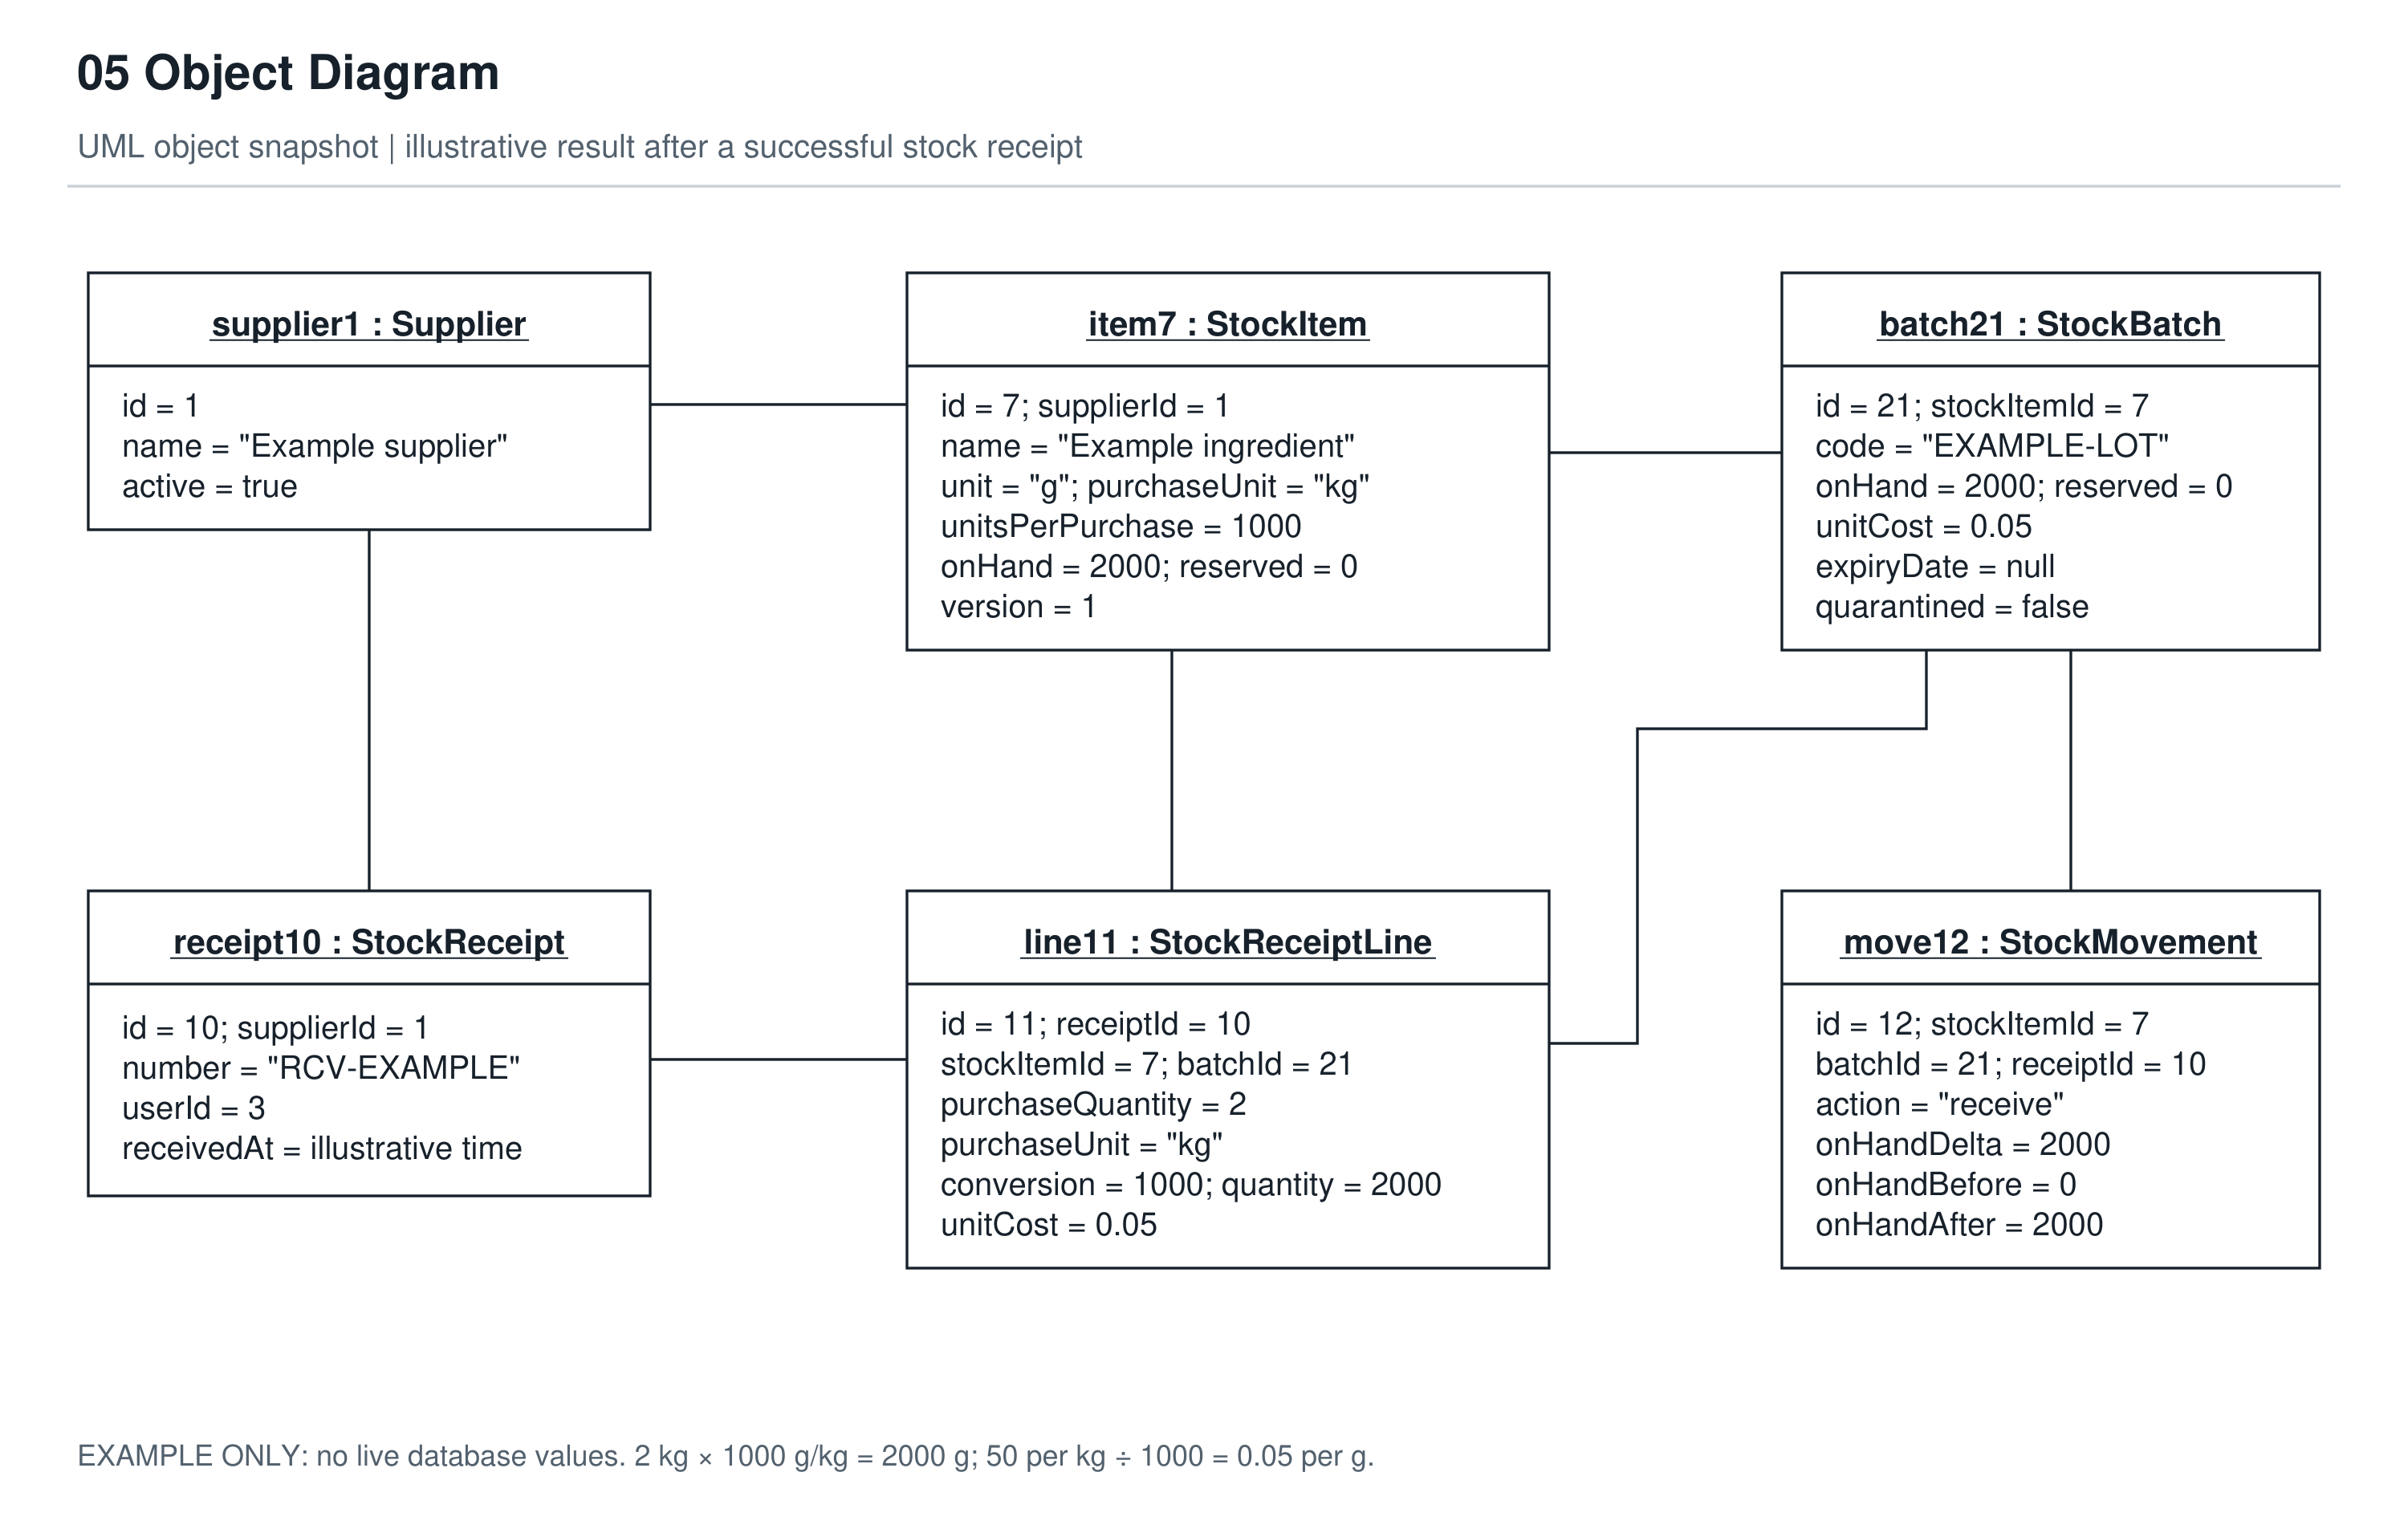 05 Object Diagram
UML object snapshot | illustrative result after a successful stock receipt
supplier1 : Supplier
id = 1
name = "Example supplier"
active = true
item7 : StockItem
id = 7; supplierId = 1
name = "Example ingredient"
unit = "g"; purchaseUnit = "kg"
unitsPerPurchase = 1000
onHand = 2000; reserved = 0
version = 1
batch21 : StockBatch
id = 21; stockItemId = 7
code = "EXAMPLE-LOT"
onHand = 2000; reserved = 0
unitCost = 0.05
expiryDate = null
quarantined = false
receipt10 : StockReceipt
id = 10; supplierId = 1
number = "RCV-EXAMPLE"
userId = 3
receivedAt = illustrative time
line11 : StockReceiptLine
id = 11; receiptId = 10
stockItemId = 7; batchId = 21
purchaseQuantity = 2
purchaseUnit = "kg"
conversion = 1000; quantity = 2000
unitCost = 0.05
move12 : StockMovement
id = 12; stockItemId = 7
batchId = 21; receiptId = 10
action = "receive"
onHandDelta = 2000
onHandBefore = 0
onHandAfter = 2000
EXAMPLE ONLY: no live database values. 2 kg × 1000 g/kg = 2000 g; 50 per kg ÷ 1000 = 0.05 per g.